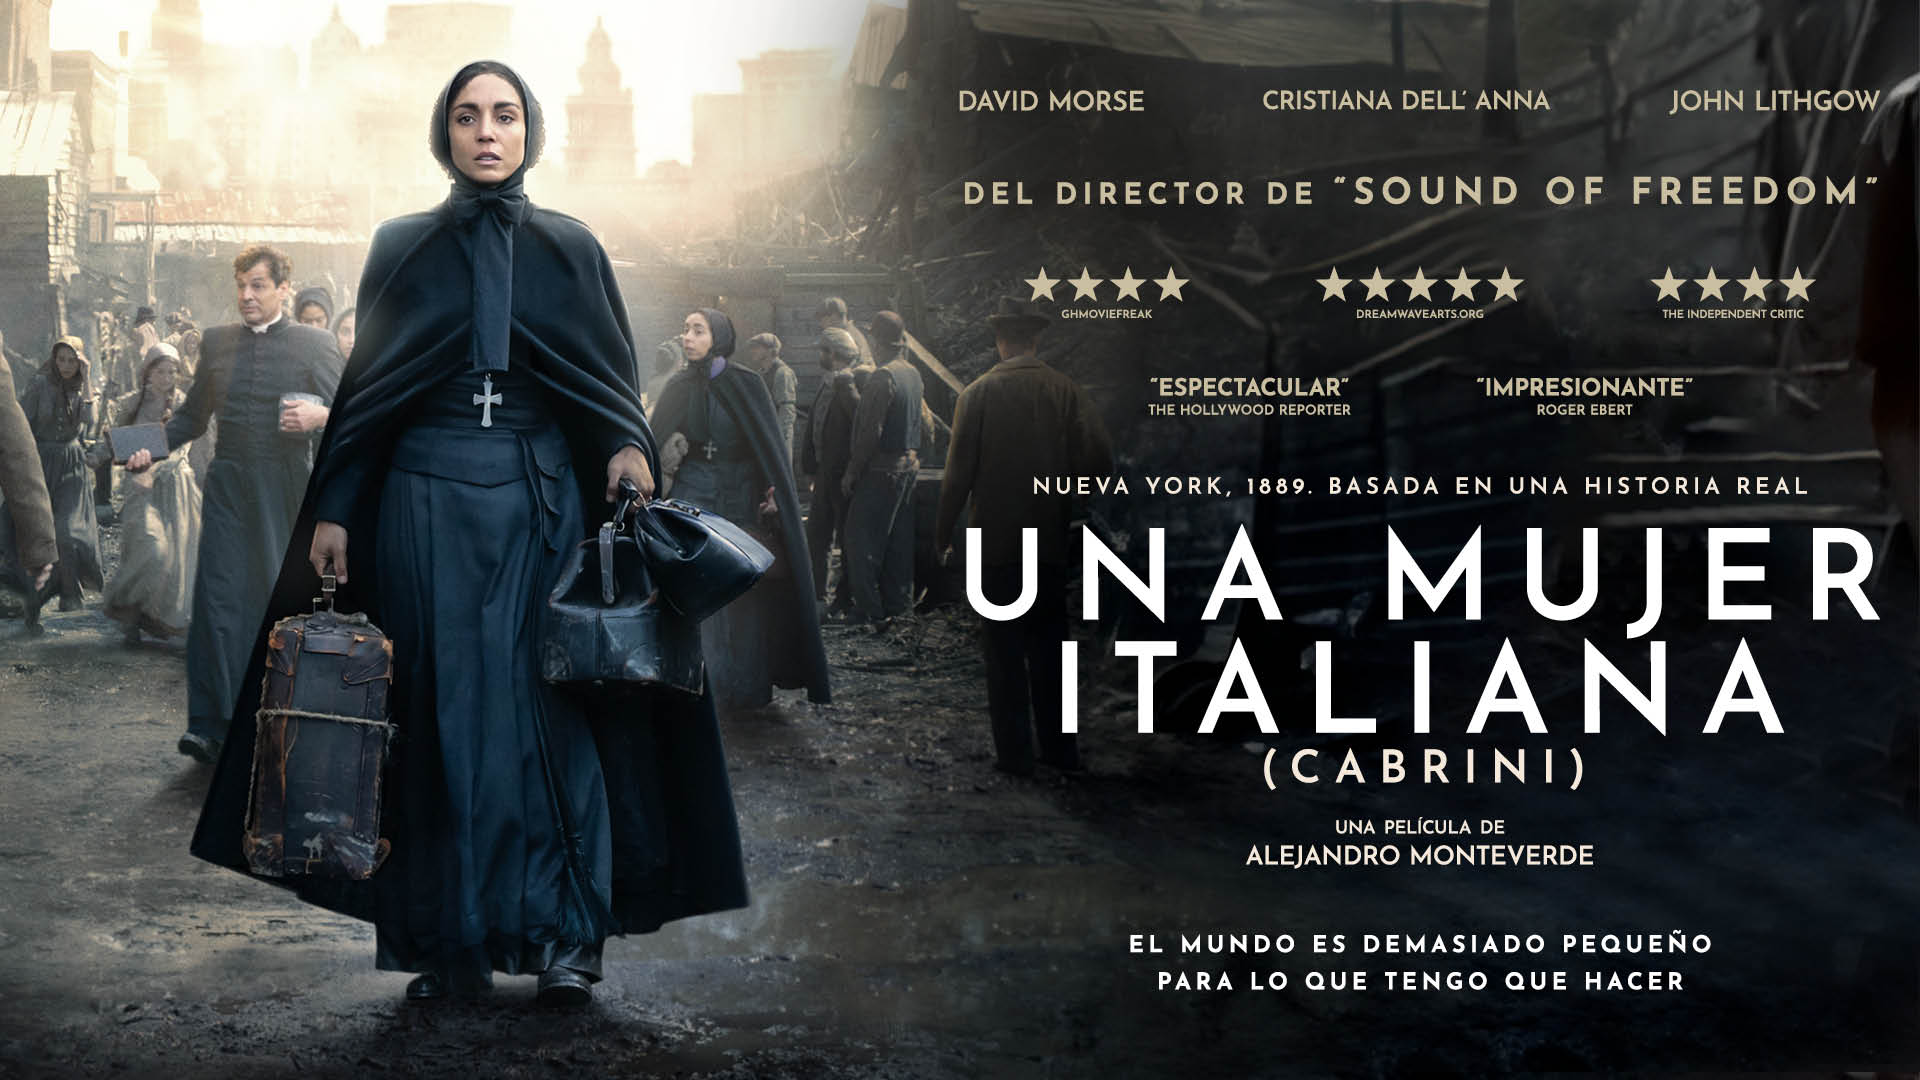 DAVID MORSE CRISTIANA DELL' ANNA JOHN LITHGOW
DEL DIRECTOR DE "SOUND OF FREEDOM"
GHMOVIEFREAK DREAMWAVEARTS.ORG THE INDEPENDENT CRITIC
"ESPECTACULAR" "IMPRESIONANTE"
THE HOLLYWOOD REPORTER ROGER EBERT
NUEVA YORK, 1889. BASADA EN UNA HISTORIA REAL
UNA MUJER
ITALIANA
(CABRINI)
UNA PELÍCULA DE
ALEJANDRO MONTEVERDE
EL MUNDO ES DEMASIADO PEQUEÑO
PARA LO QUE TENGO QUE HACER